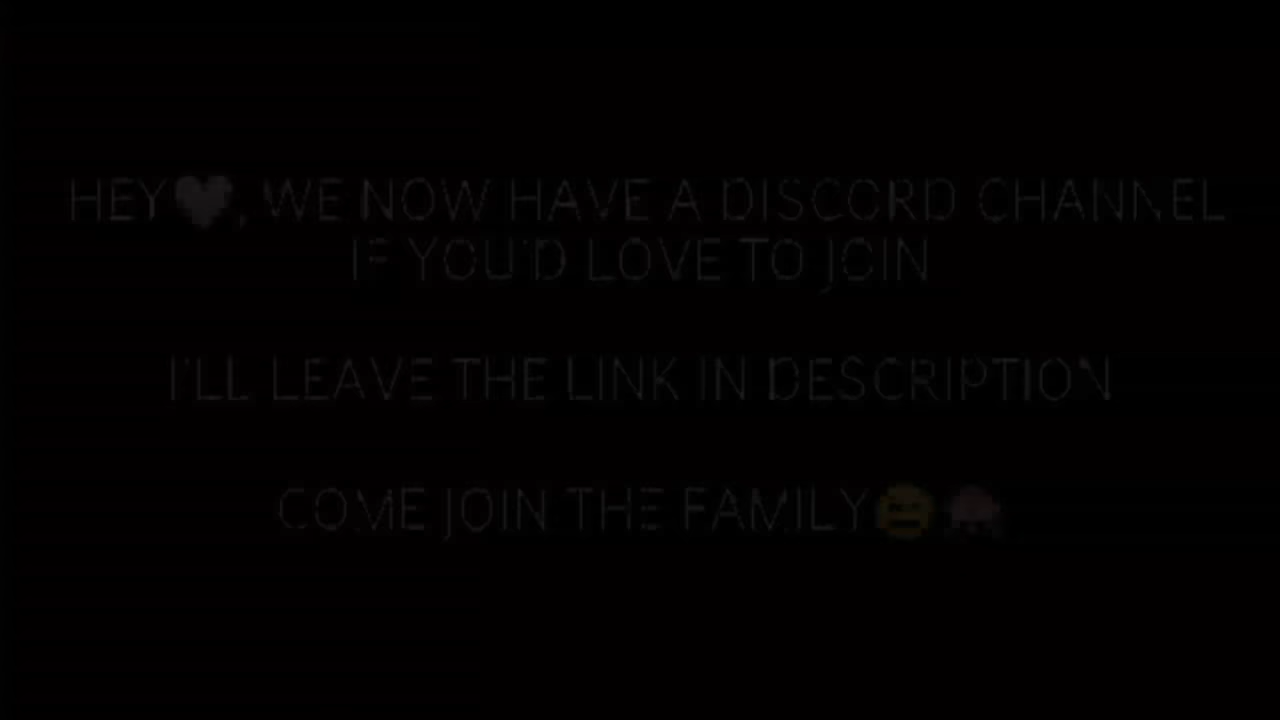 HEY🤍, WE NOW HAVE A DISCORD CHANNEL
IF YOU'D LOVE TO JOIN
I'LL LEAVE THE LINK IN DESCRIPTION
COME JOIN THE FAMILY